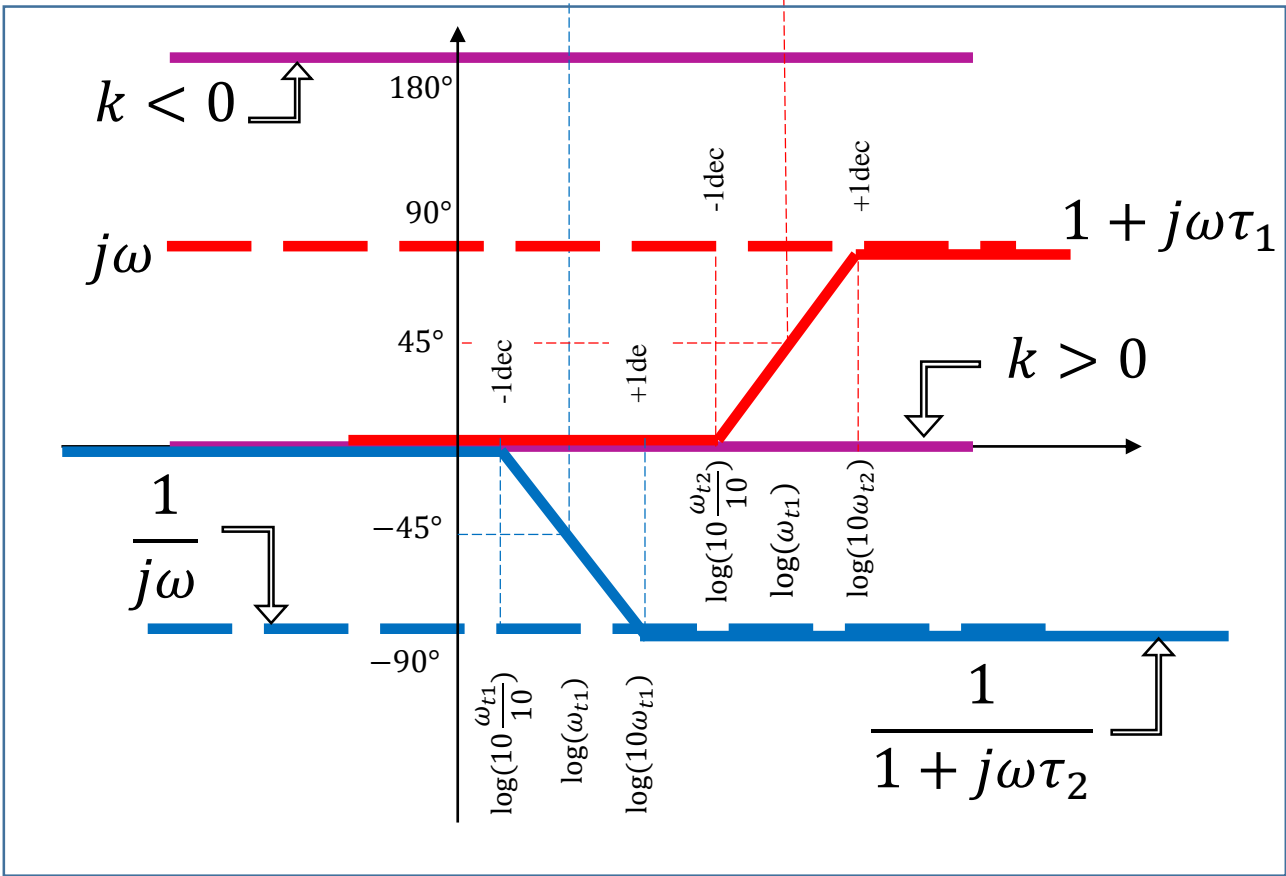 180°
k < 0
-1dec
+1dec
90°
1 + jωτ₁
jω
45°
-1dec
+1de
k > 0
1/jω
−45°
log(10 ωt2/10)
log(ωt1)
log(10ωt2)
−90°
log(10 ωt1/10)
log(ωt1)
log(10ωt1)
1/(1 + jωτ₂)